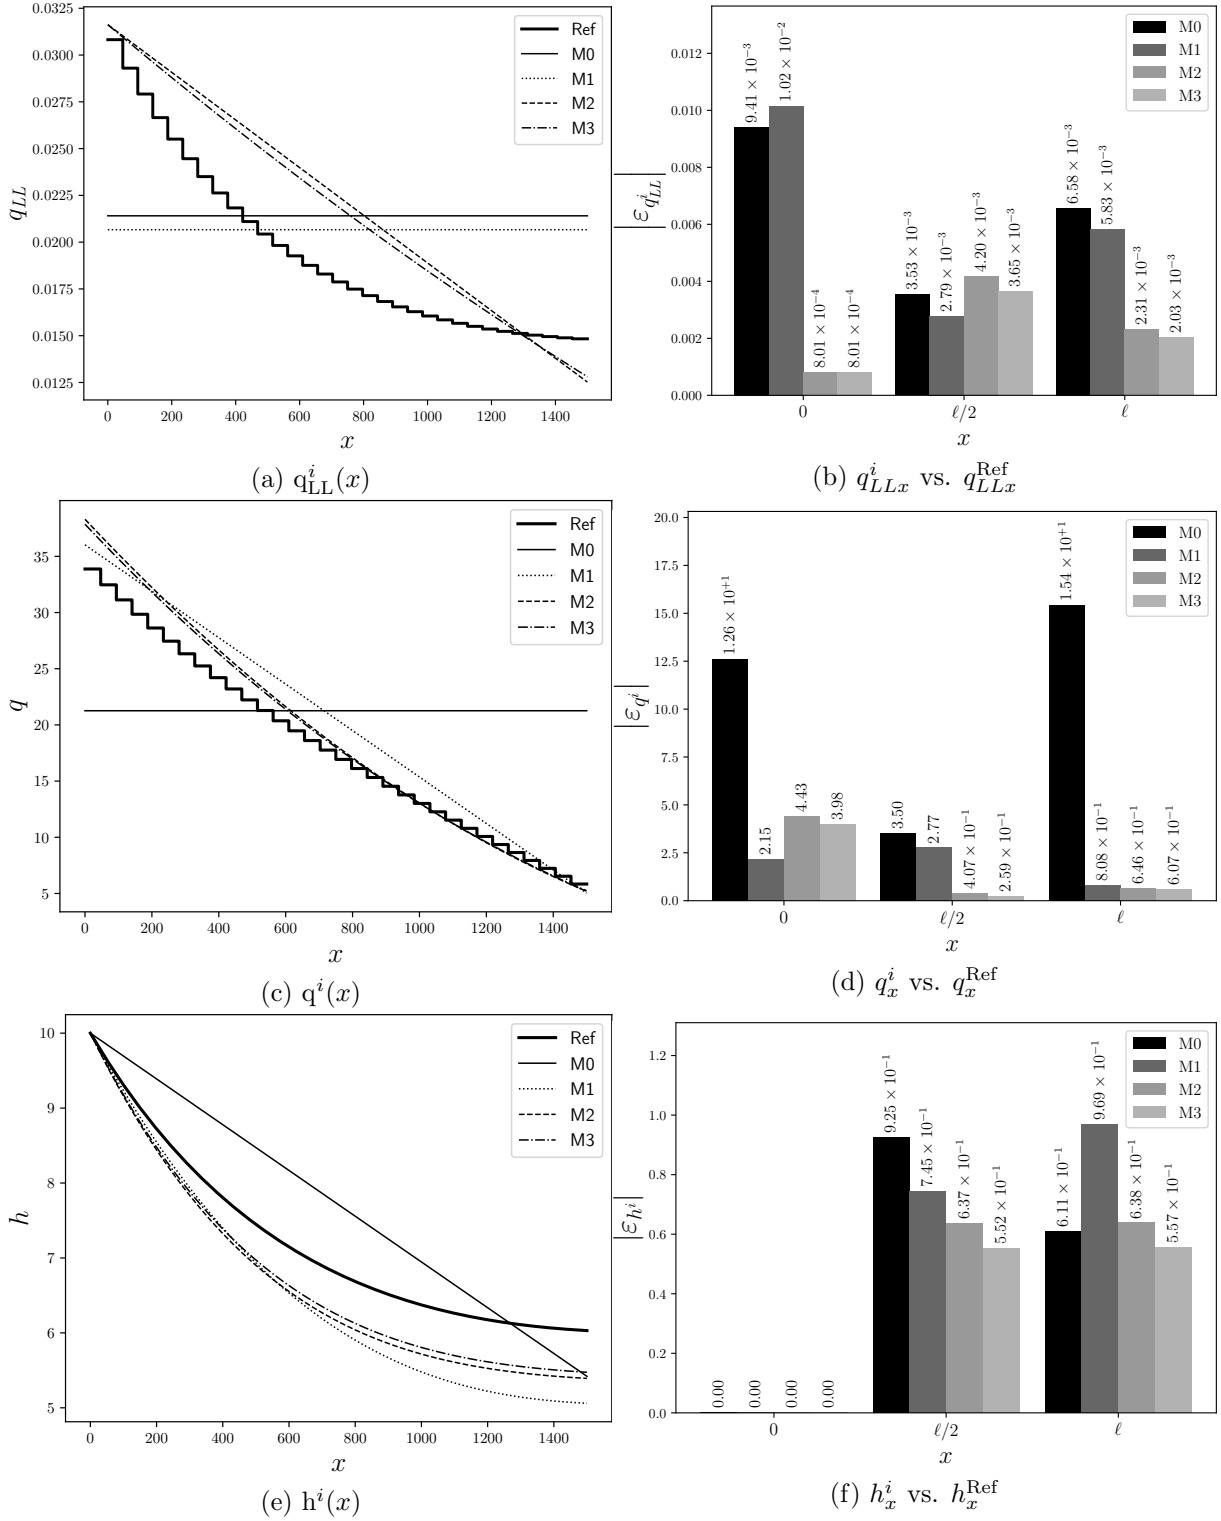 0.0325
0.0300
0.0275
0.0250
0.0225
0.0200
0.0175
0.0150
0.0125
q_{LL}
Ref
M0
M1
M2
M3
0 200 400 600 800 1000 1200 1400
x
(a) q^i_{LL}(x)
0.012
0.010
0.008
0.006
0.004
0.002
0.000
|ε_{q^i_{LL}}|
9.41 × 10^{−3}
1.02 × 10^{−2}
8.01 × 10^{−4}
8.01 × 10^{−4}
3.53 × 10^{−3}
2.79 × 10^{−3}
4.20 × 10^{−3}
3.65 × 10^{−3}
6.58 × 10^{−3}
5.83 × 10^{−3}
2.31 × 10^{−3}
2.03 × 10^{−3}
M0
M1
M2
M3
0 ℓ/2 ℓ
x
(b) q^i_{LLx} vs. q^{Ref}_{LLx}
35
30
25
20
15
10
5
q
Ref
M0
M1
M2
M3
0 200 400 600 800 1000 1200 1400
x
(c) q^i(x)
20.0
17.5
15.0
12.5
10.0
7.5
5.0
2.5
0.0
|ε_{q^i}|
1.26 × 10^{+1}
2.15
4.43
3.98
3.50
2.77
4.07 × 10^{−1}
2.59 × 10^{−1}
1.54 × 10^{+1}
8.08 × 10^{−1}
6.46 × 10^{−1}
6.07 × 10^{−1}
M0
M1
M2
M3
0 ℓ/2 ℓ
x
(d) q^i_x vs. q^{Ref}_x
10
9
8
7
6
5
h
Ref
M0
M1
M2
M3
0 200 400 600 800 1000 1200 1400
x
(e) h^i(x)
1.2
1.0
0.8
0.6
0.4
0.2
0.0
|ε_{h^i}|
0.00
0.00
0.00
0.00
9.25 × 10^{−1}
7.45 × 10^{−1}
6.37 × 10^{−1}
5.52 × 10^{−1}
6.11 × 10^{−1}
9.69 × 10^{−1}
6.38 × 10^{−1}
5.57 × 10^{−1}
M0
M1
M2
M3
0 ℓ/2 ℓ
x
(f) h^i_x vs. h^{Ref}_x